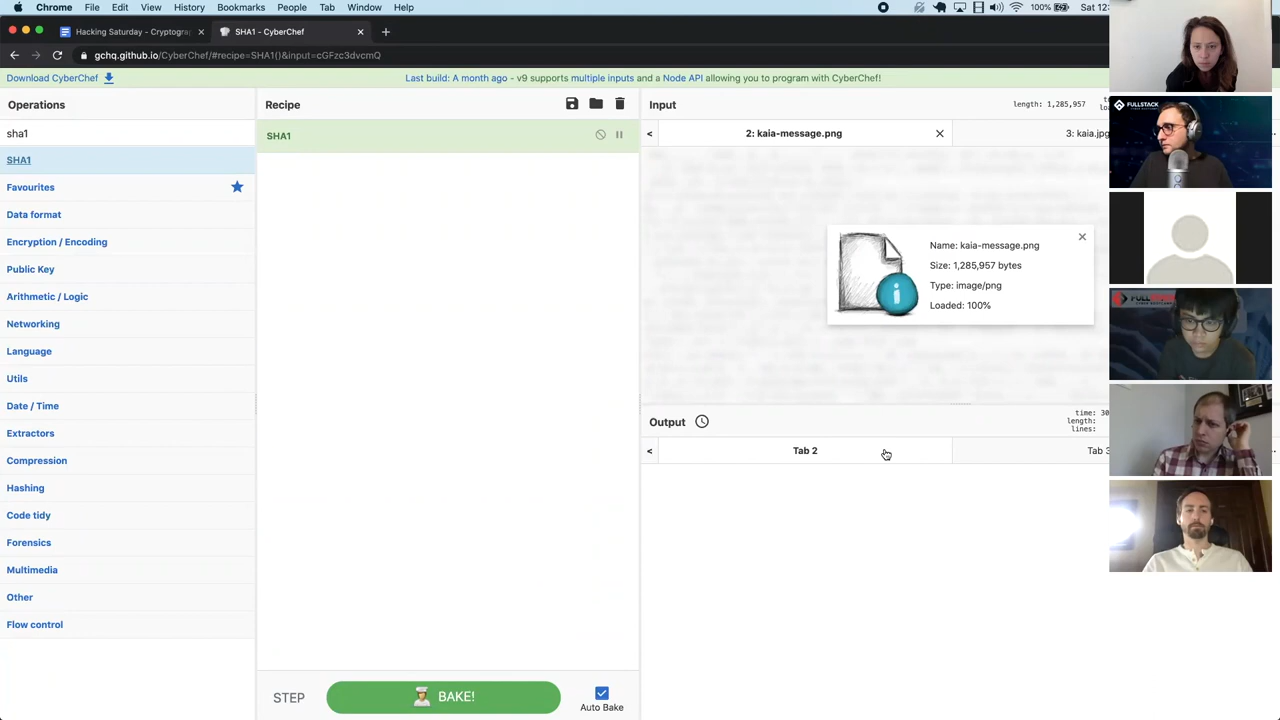 Chrome File Edit View History Bookmarks People Tab Window Help 100% Sat 12:
Hacking Saturday - Cryptogra SHA1 - CyberChef
gchq.github.io/CyberChef/#recipe=SHA1()&input=cGFzc3dvcmQ
Download CyberChef Last build: A month ago - v9 supports multiple inputs and a Node API allowing you to program with CyberChef!
Operations
sha1
SHA1
Favourites
Data format
Encryption / Encoding
Public Key
Arithmetic / Logic
Networking
Language
Utils
Date / Time
Extractors
Compression
Hashing
Code tidy
Forensics
Multimedia
Other
Flow control
Recipe
SHA1
STEP
BAKE!
Auto Bake
Input
length: 1,285,957
< 2: kaia-message.png 3: kaia.jp
Name: kaia-message.png
Size: 1,285,957 bytes
Type: image/png
Loaded: 100%
Output
time: 30
length:
lines:
< Tab 2 Tab 3
FULLSTACK